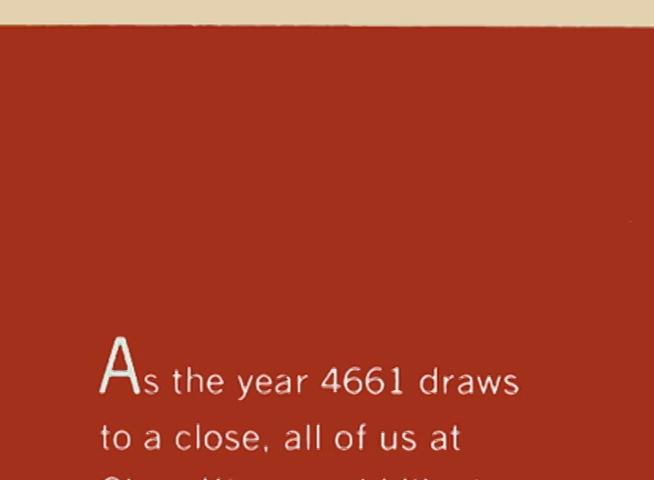 As the year 4661 draws
to a close, all of us at